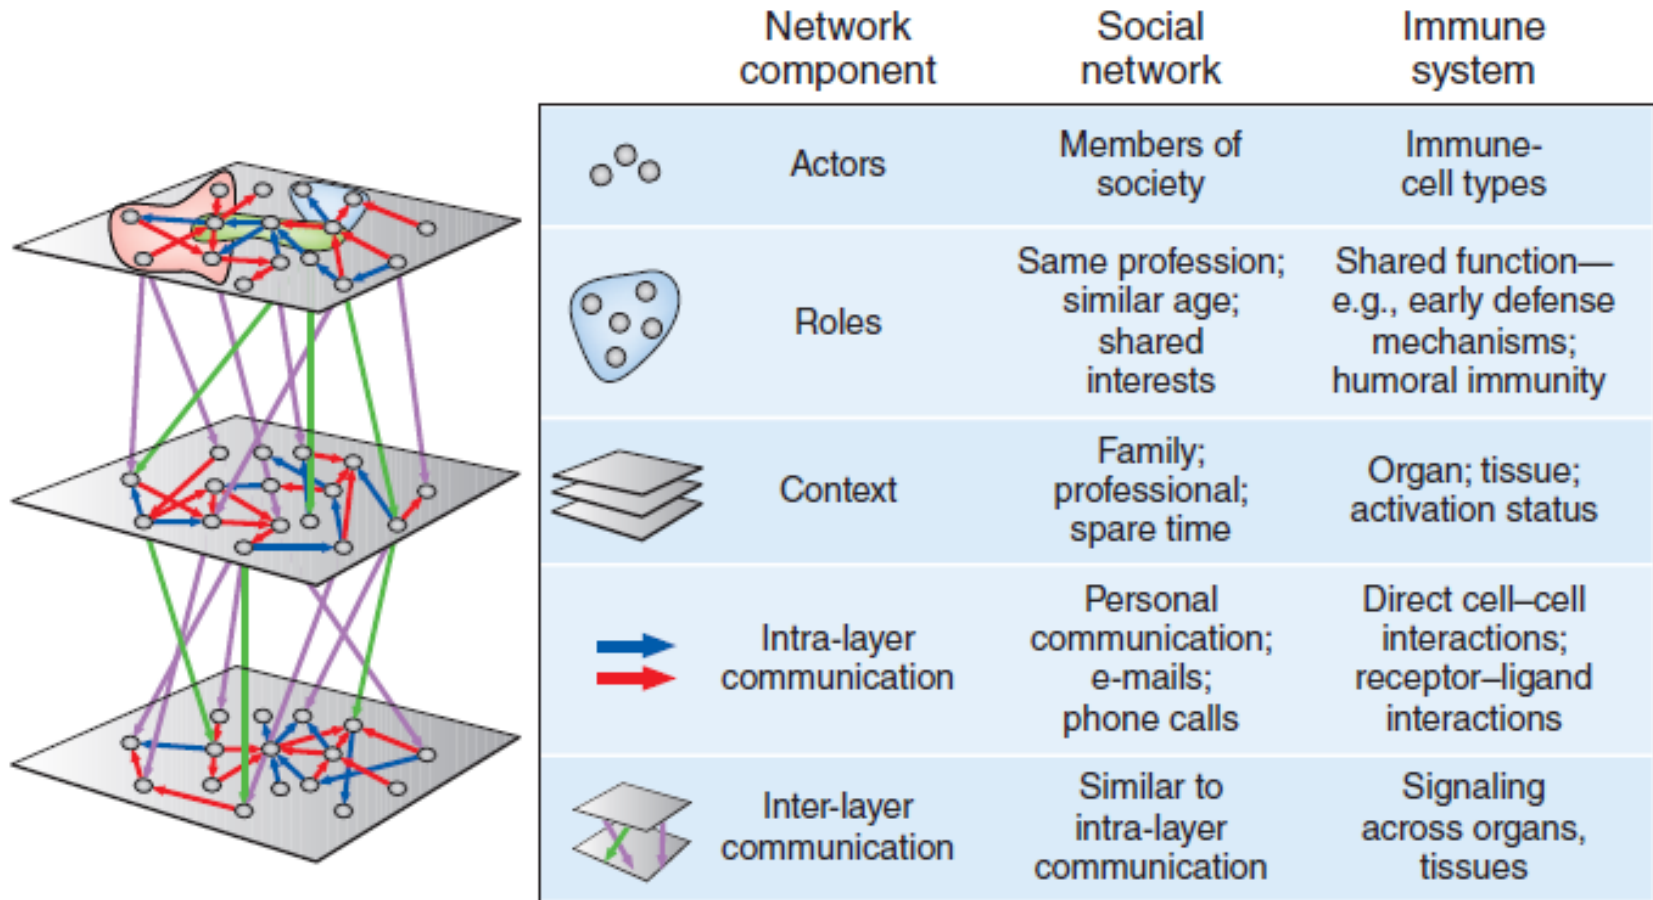 Network
component
Social
network
Immune
system
Actors
Members of
society
Immune-
cell types
Roles
Same profession;
similar age;
shared
interests
Shared function—
e.g., early defense
mechanisms;
humoral immunity
Context
Family;
professional;
spare time
Organ; tissue;
activation status
Intra-layer
communication
Personal
communication;
e-mails;
phone calls
Direct cell–cell
interactions;
receptor–ligand
interactions
Inter-layer
communication
Similar to
intra-layer
communication
Signaling
across organs,
tissues